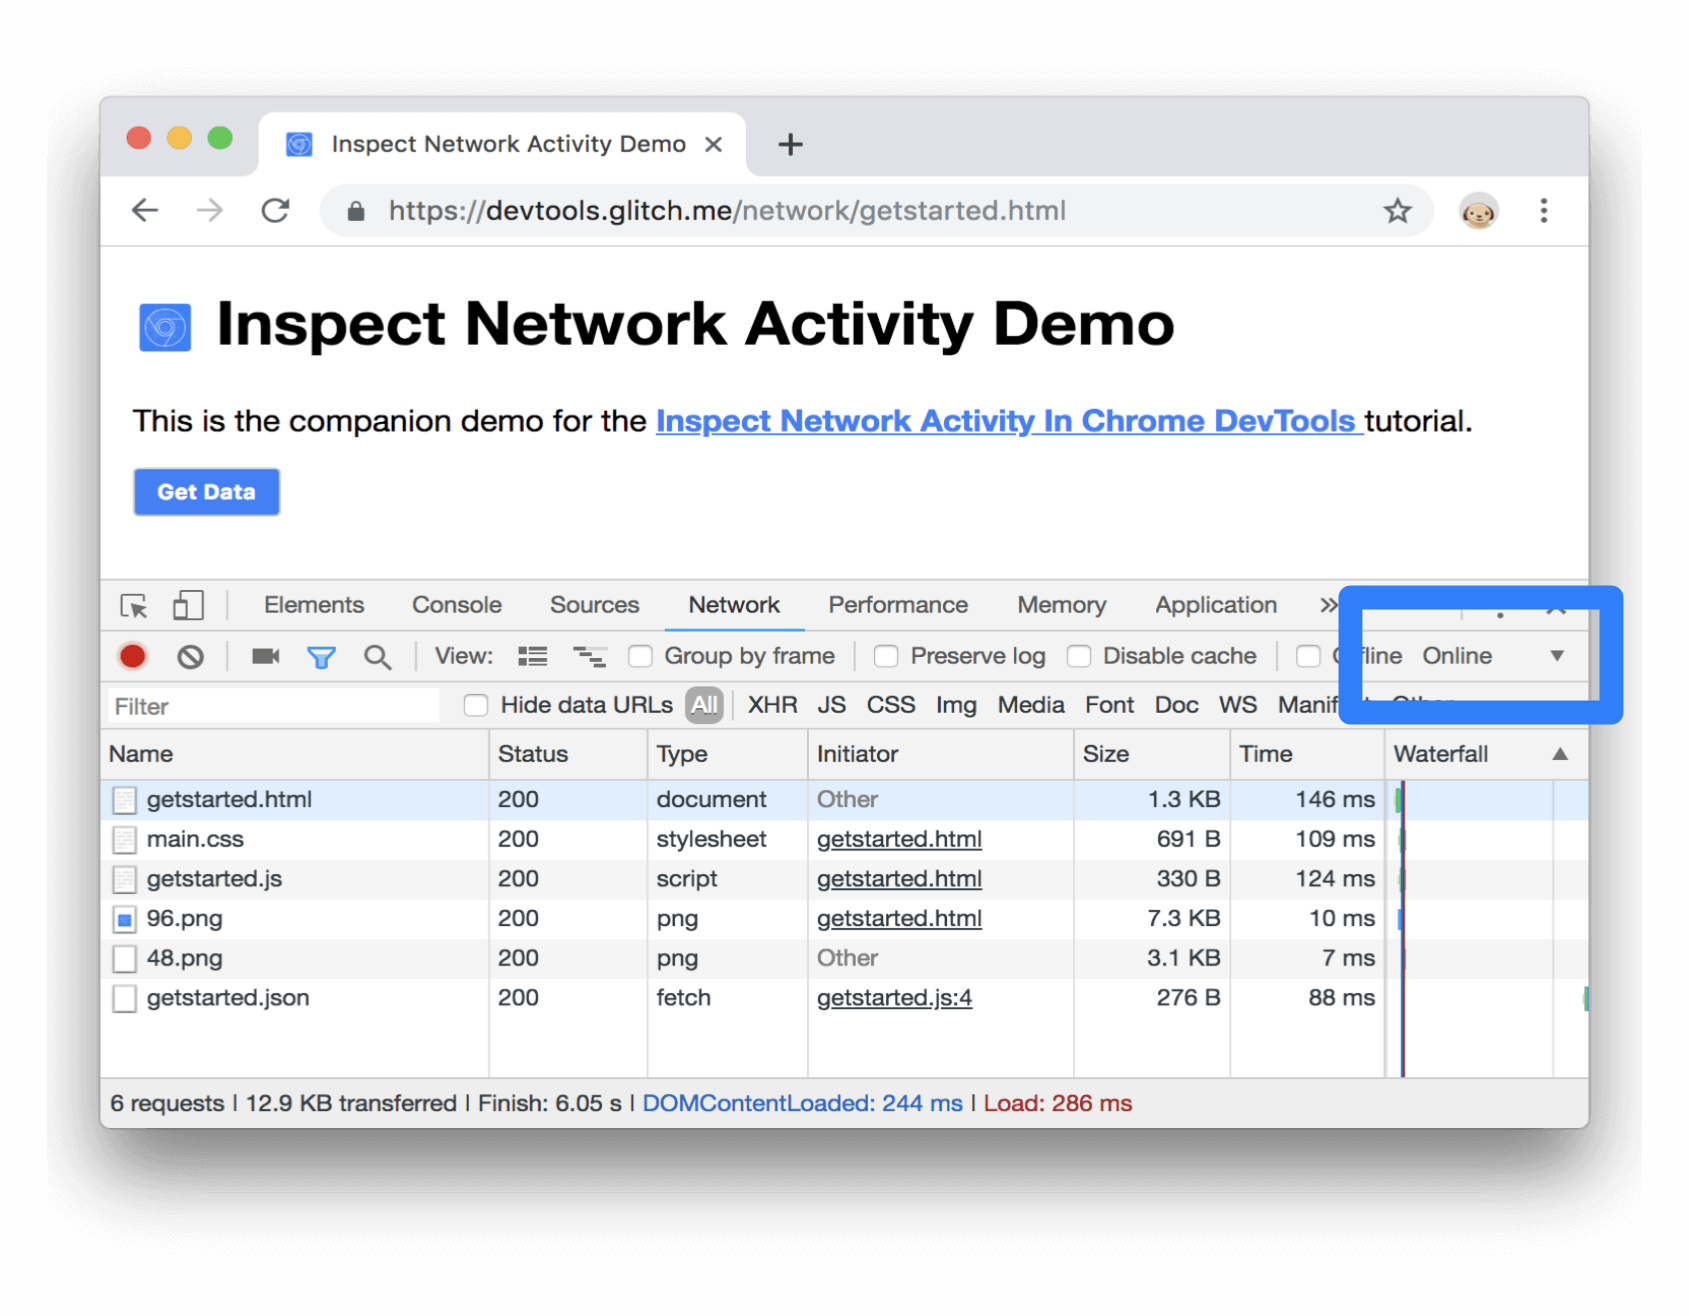 Inspect Network Activity Demo
https://devtools.glitch.me/network/getstarted.html
Inspect Network Activity Demo
This is the companion demo for the Inspect Network Activity In Chrome DevTools tutorial.
Get Data
Elements Console Sources Network Performance Memory Application »
View: Group by frame Preserve log Disable cache Online
Filter Hide data URLs All XHR JS CSS Img Media Font Doc WS
Name Status Type Initiator Size Time Waterfall
getstarted.html 200 document Other 1.3 KB 146 ms
main.css 200 stylesheet getstarted.html 691 B 109 ms
getstarted.js 200 script getstarted.html 330 B 124 ms
96.png 200 png getstarted.html 7.3 KB 10 ms
48.png 200 png Other 3.1 KB 7 ms
getstarted.json 200 fetch getstarted.js:4 276 B 88 ms
6 requests | 12.9 KB transferred | Finish: 6.05 s | DOMContentLoaded: 244 ms | Load: 286 ms